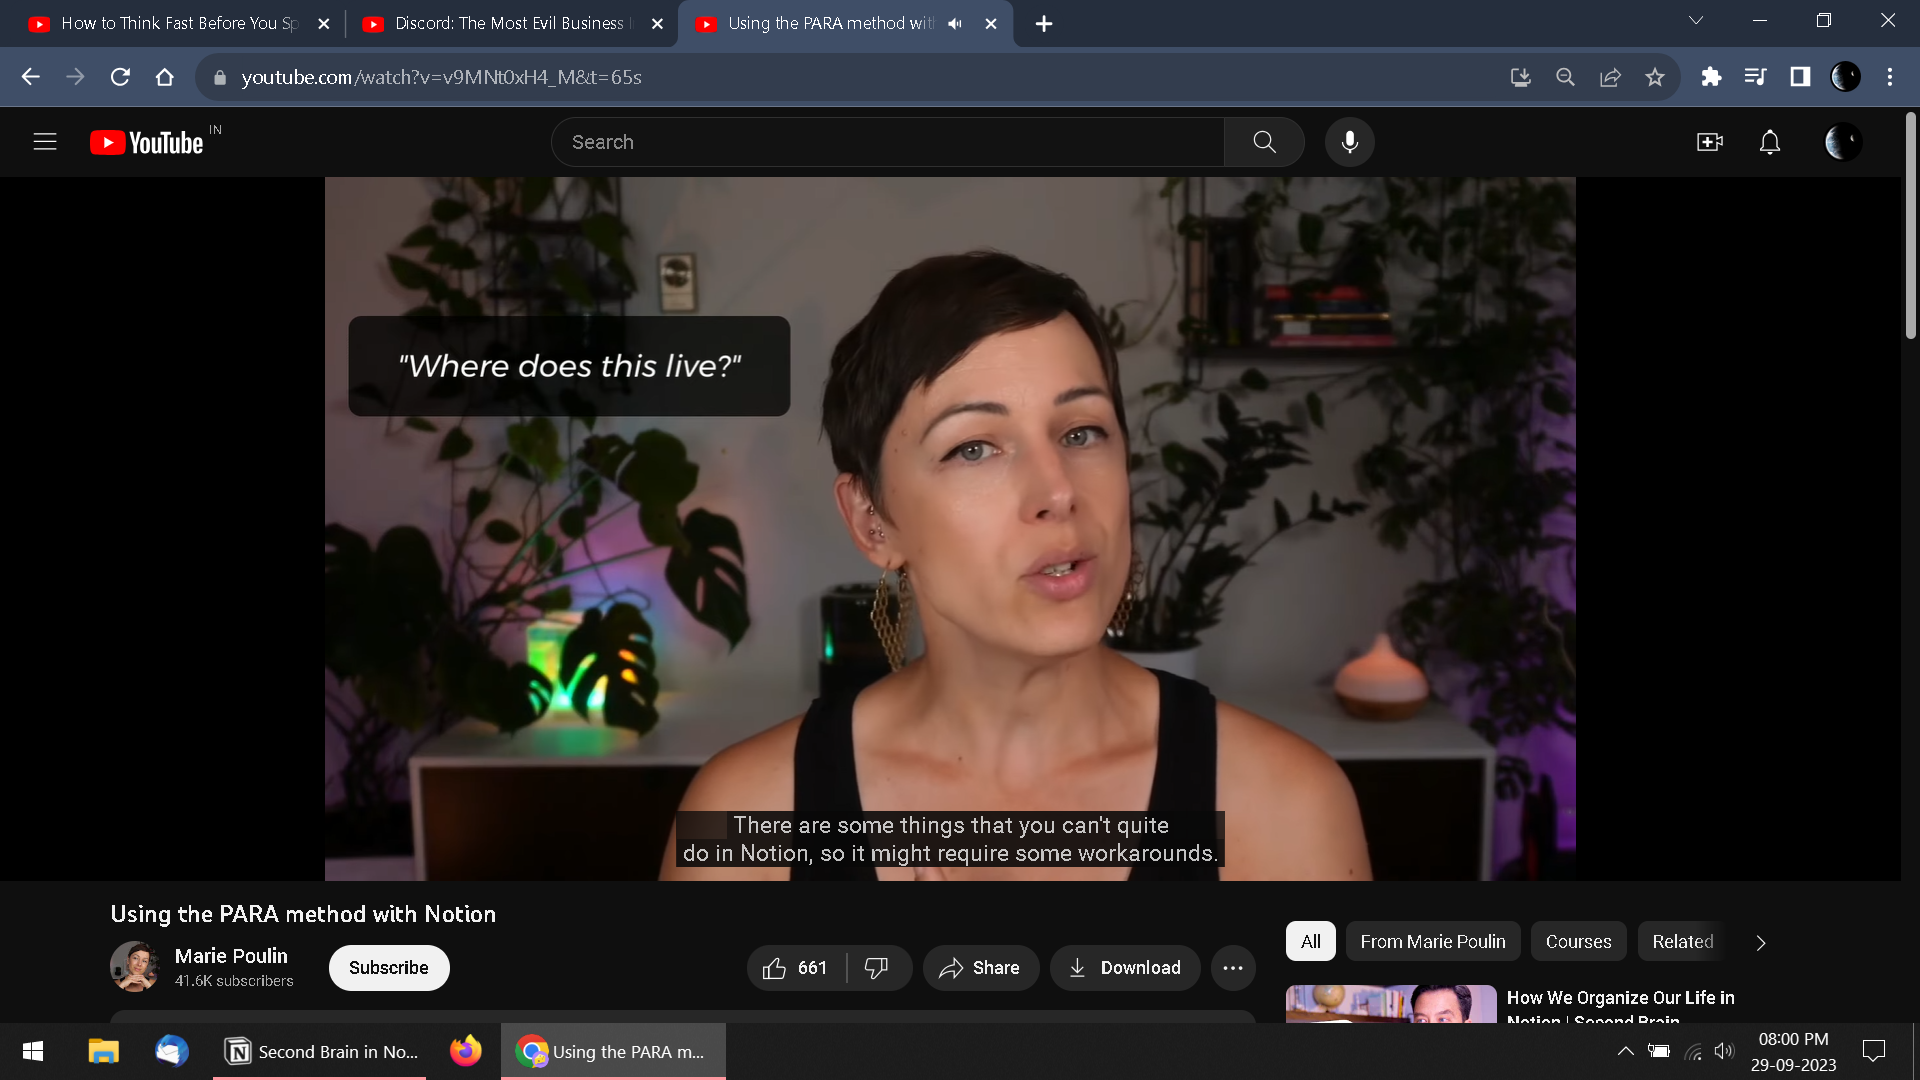 How to Think Fast Before You Sp
Discord: The Most Evil Business
Using the PARA method wit
youtube.com/watch?v=v9MNt0xH4_M&t=65s
YouTube IN
Search
"Where does this live?"
There are some things that you can't quite
do in Notion, so it might require some workarounds.
Using the PARA method with Notion
Marie Poulin
41.6K subscribers
Subscribe
661
Share
Download
All
From Marie Poulin
Courses
Related
How We Organize Our Life in
Notion | Second Brain
Second Brain in No...
Using the PARA m...
08:00 PM
29-09-2023